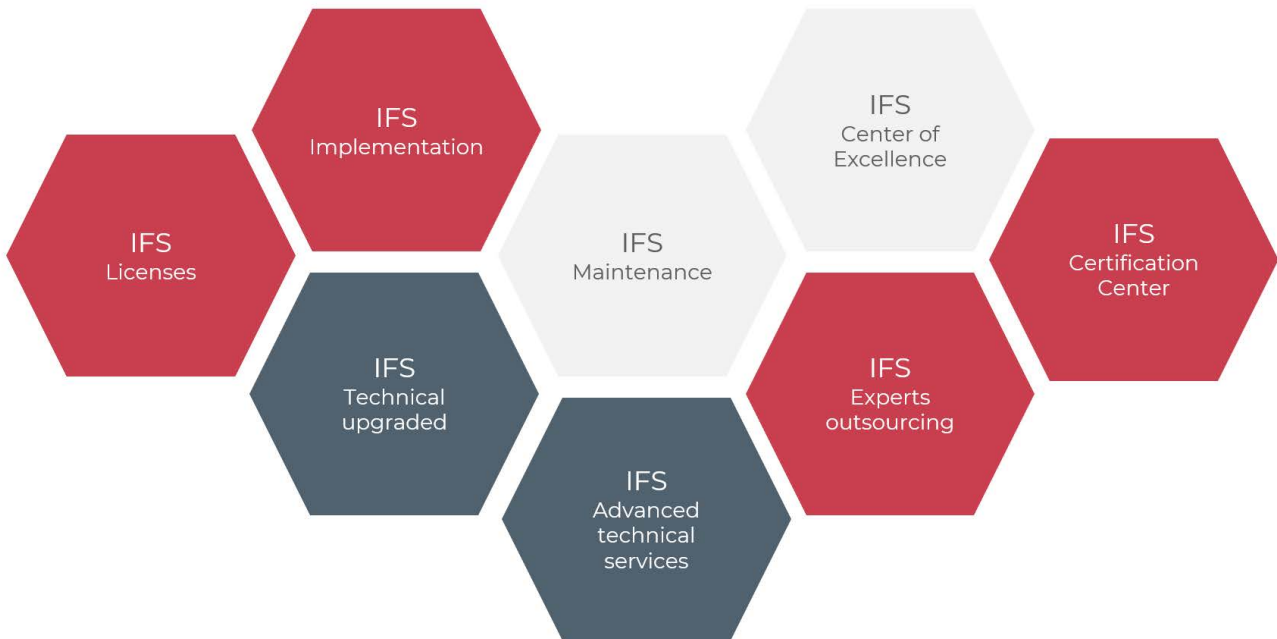 IFS
Licenses
IFS
Implementation
IFS
Technical
upgraded
IFS
Maintenance
IFS
Advanced
technical
services
IFS
Center of
Excellence
IFS
Experts
outsourcing
IFS
Certification
Center